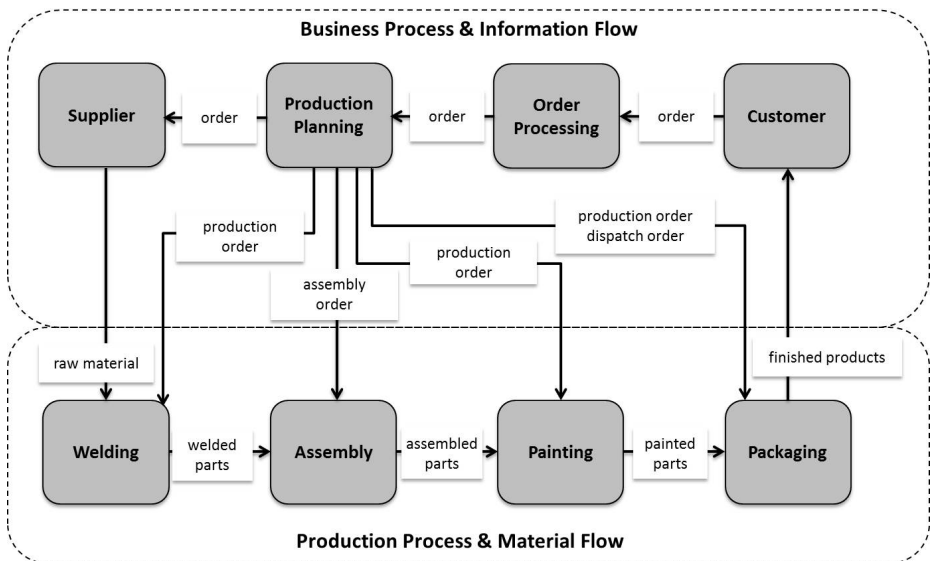 Business Process & Information Flow
Supplier
order
Production
Planning
order
Order
Processing
order
Customer
production
order
assembly
order
production
order
production order
dispatch order
raw material
finished products
Welding
welded
parts
Assembly
assembled
parts
Painting
painted
parts
Packaging
Production Process & Material Flow